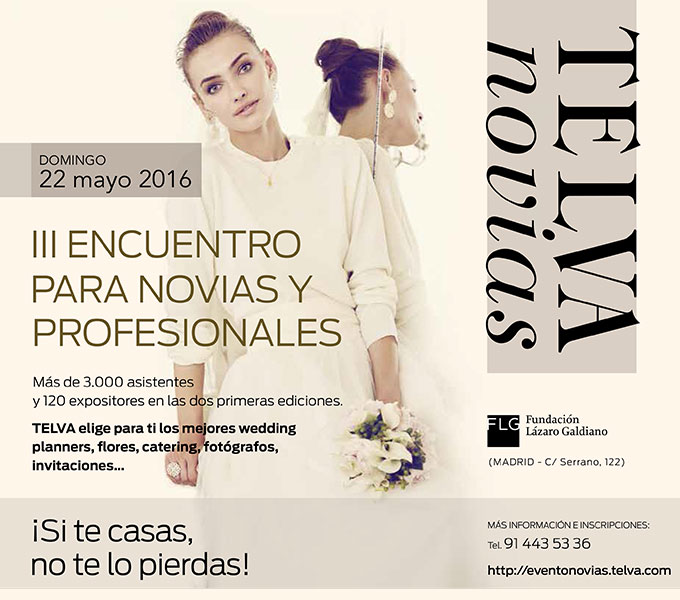 TELVA
novias
DOMINGO
22 mayo 2016
III ENCUENTRO
PARA NOVIAS Y
PROFESIONALES
Más de 3.000 asistentes
y 120 expositores en las dos primeras ediciones.
TELVA elige para ti los mejores wedding
planners, flores, catering, fotógrafos,
invitaciones...
FLG
Fundación
Lázaro Galdiano
(MADRID - C/ Serrano, 122)
¡Si te casas,
no te lo pierdas!
MÁS INFORMACIÓN E INSCRIPCIONES:
Tel. 91 443 53 36
http://eventonovias.telva.com